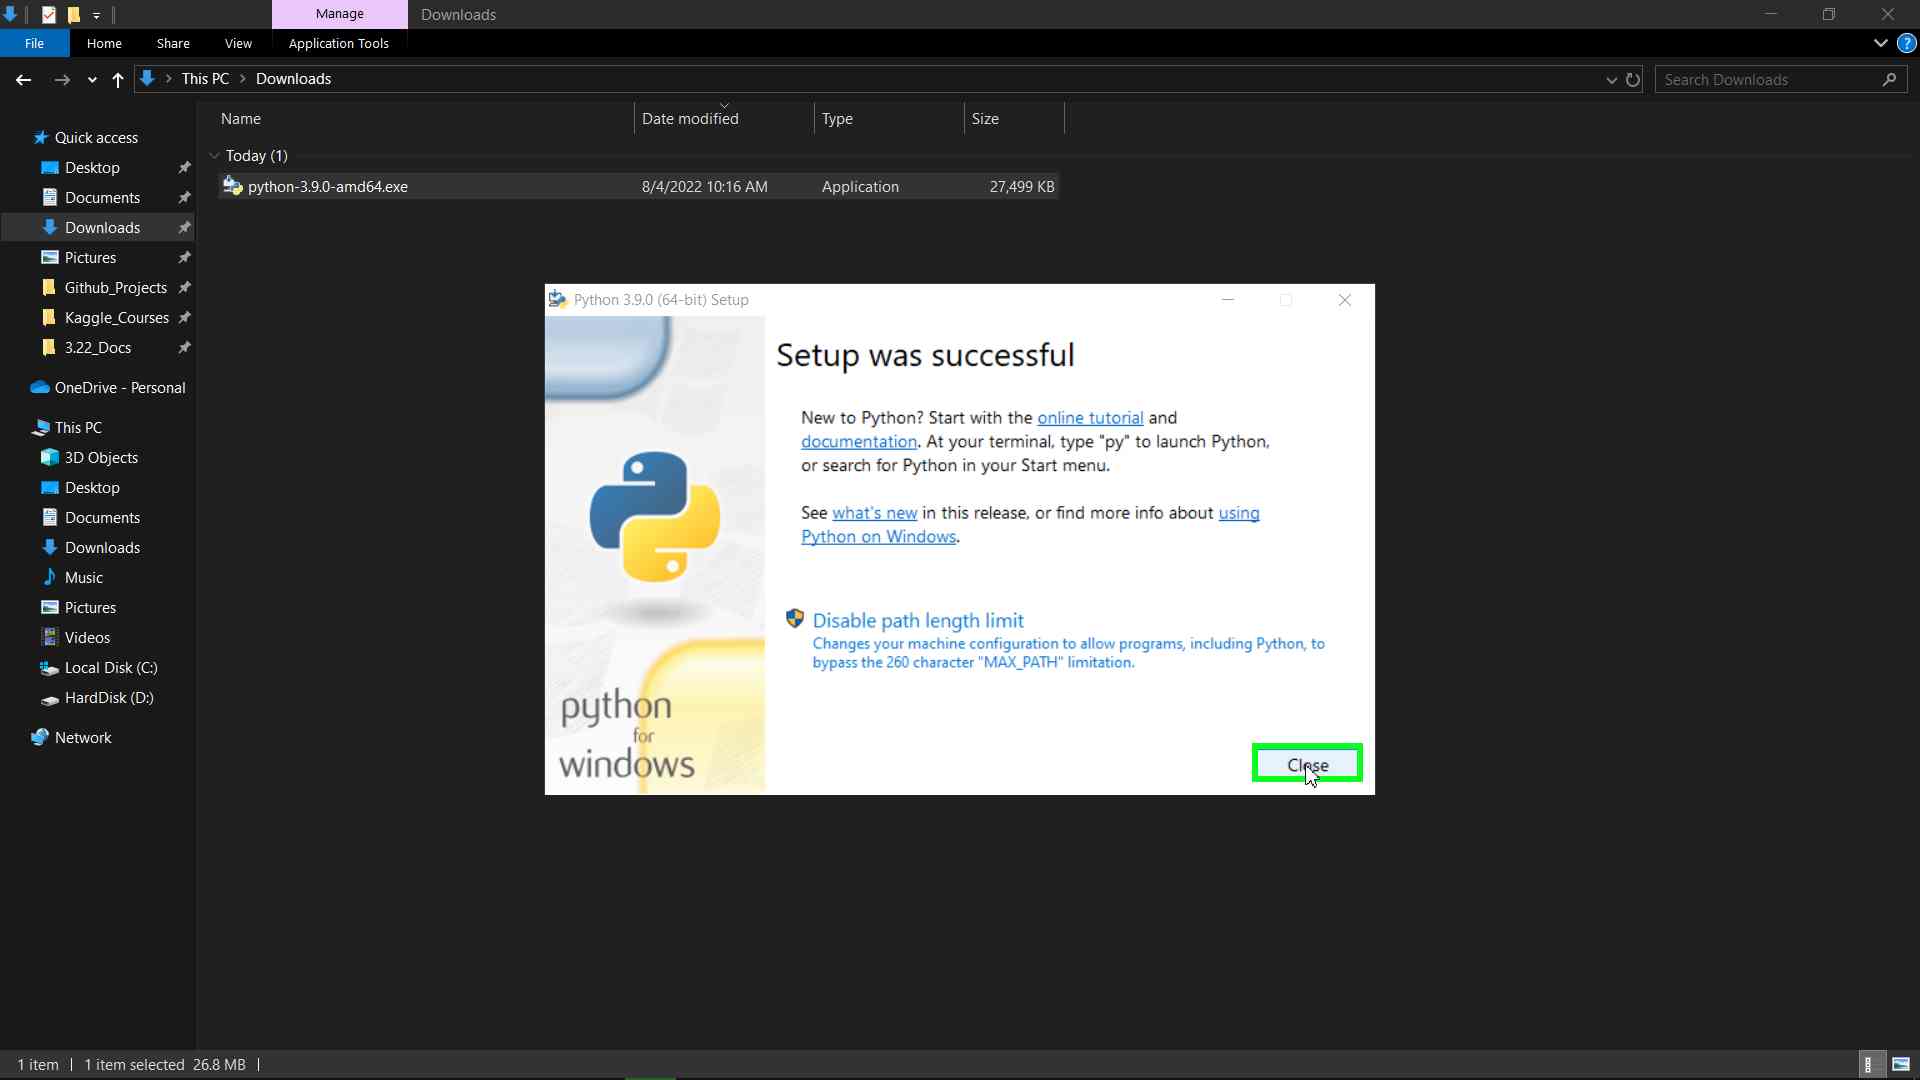 Manage
Downloads
File
Home
Share
View
Application Tools
?
This PC > Downloads
Search Downloads
Name
Date modified
Type
Size
Quick access
Desktop
Documents
Downloads
Pictures
Github_Projects
Kaggle_Courses
3.22_Docs
OneDrive - Personal
This PC
3D Objects
Desktop
Documents
Downloads
Music
Pictures
Videos
Local Disk (C:)
HardDisk (D:)
Network
Today (1)
python-3.9.0-amd64.exe 8/4/2022 10:16 AM Application 27,499 KB
Python 3.9.0 (64-bit) Setup
Setup was successful
New to Python? Start with the online tutorial and
documentation. At your terminal, type "py" to launch Python,
or search for Python in your Start menu.
See what's new in this release, or find more info about using
Python on Windows.
Disable path length limit
Changes your machine configuration to allow programs, including Python, to
bypass the 260 character "MAX_PATH" limitation.
python
for
windows
Close
1 item
1 item selected 26.8 MB